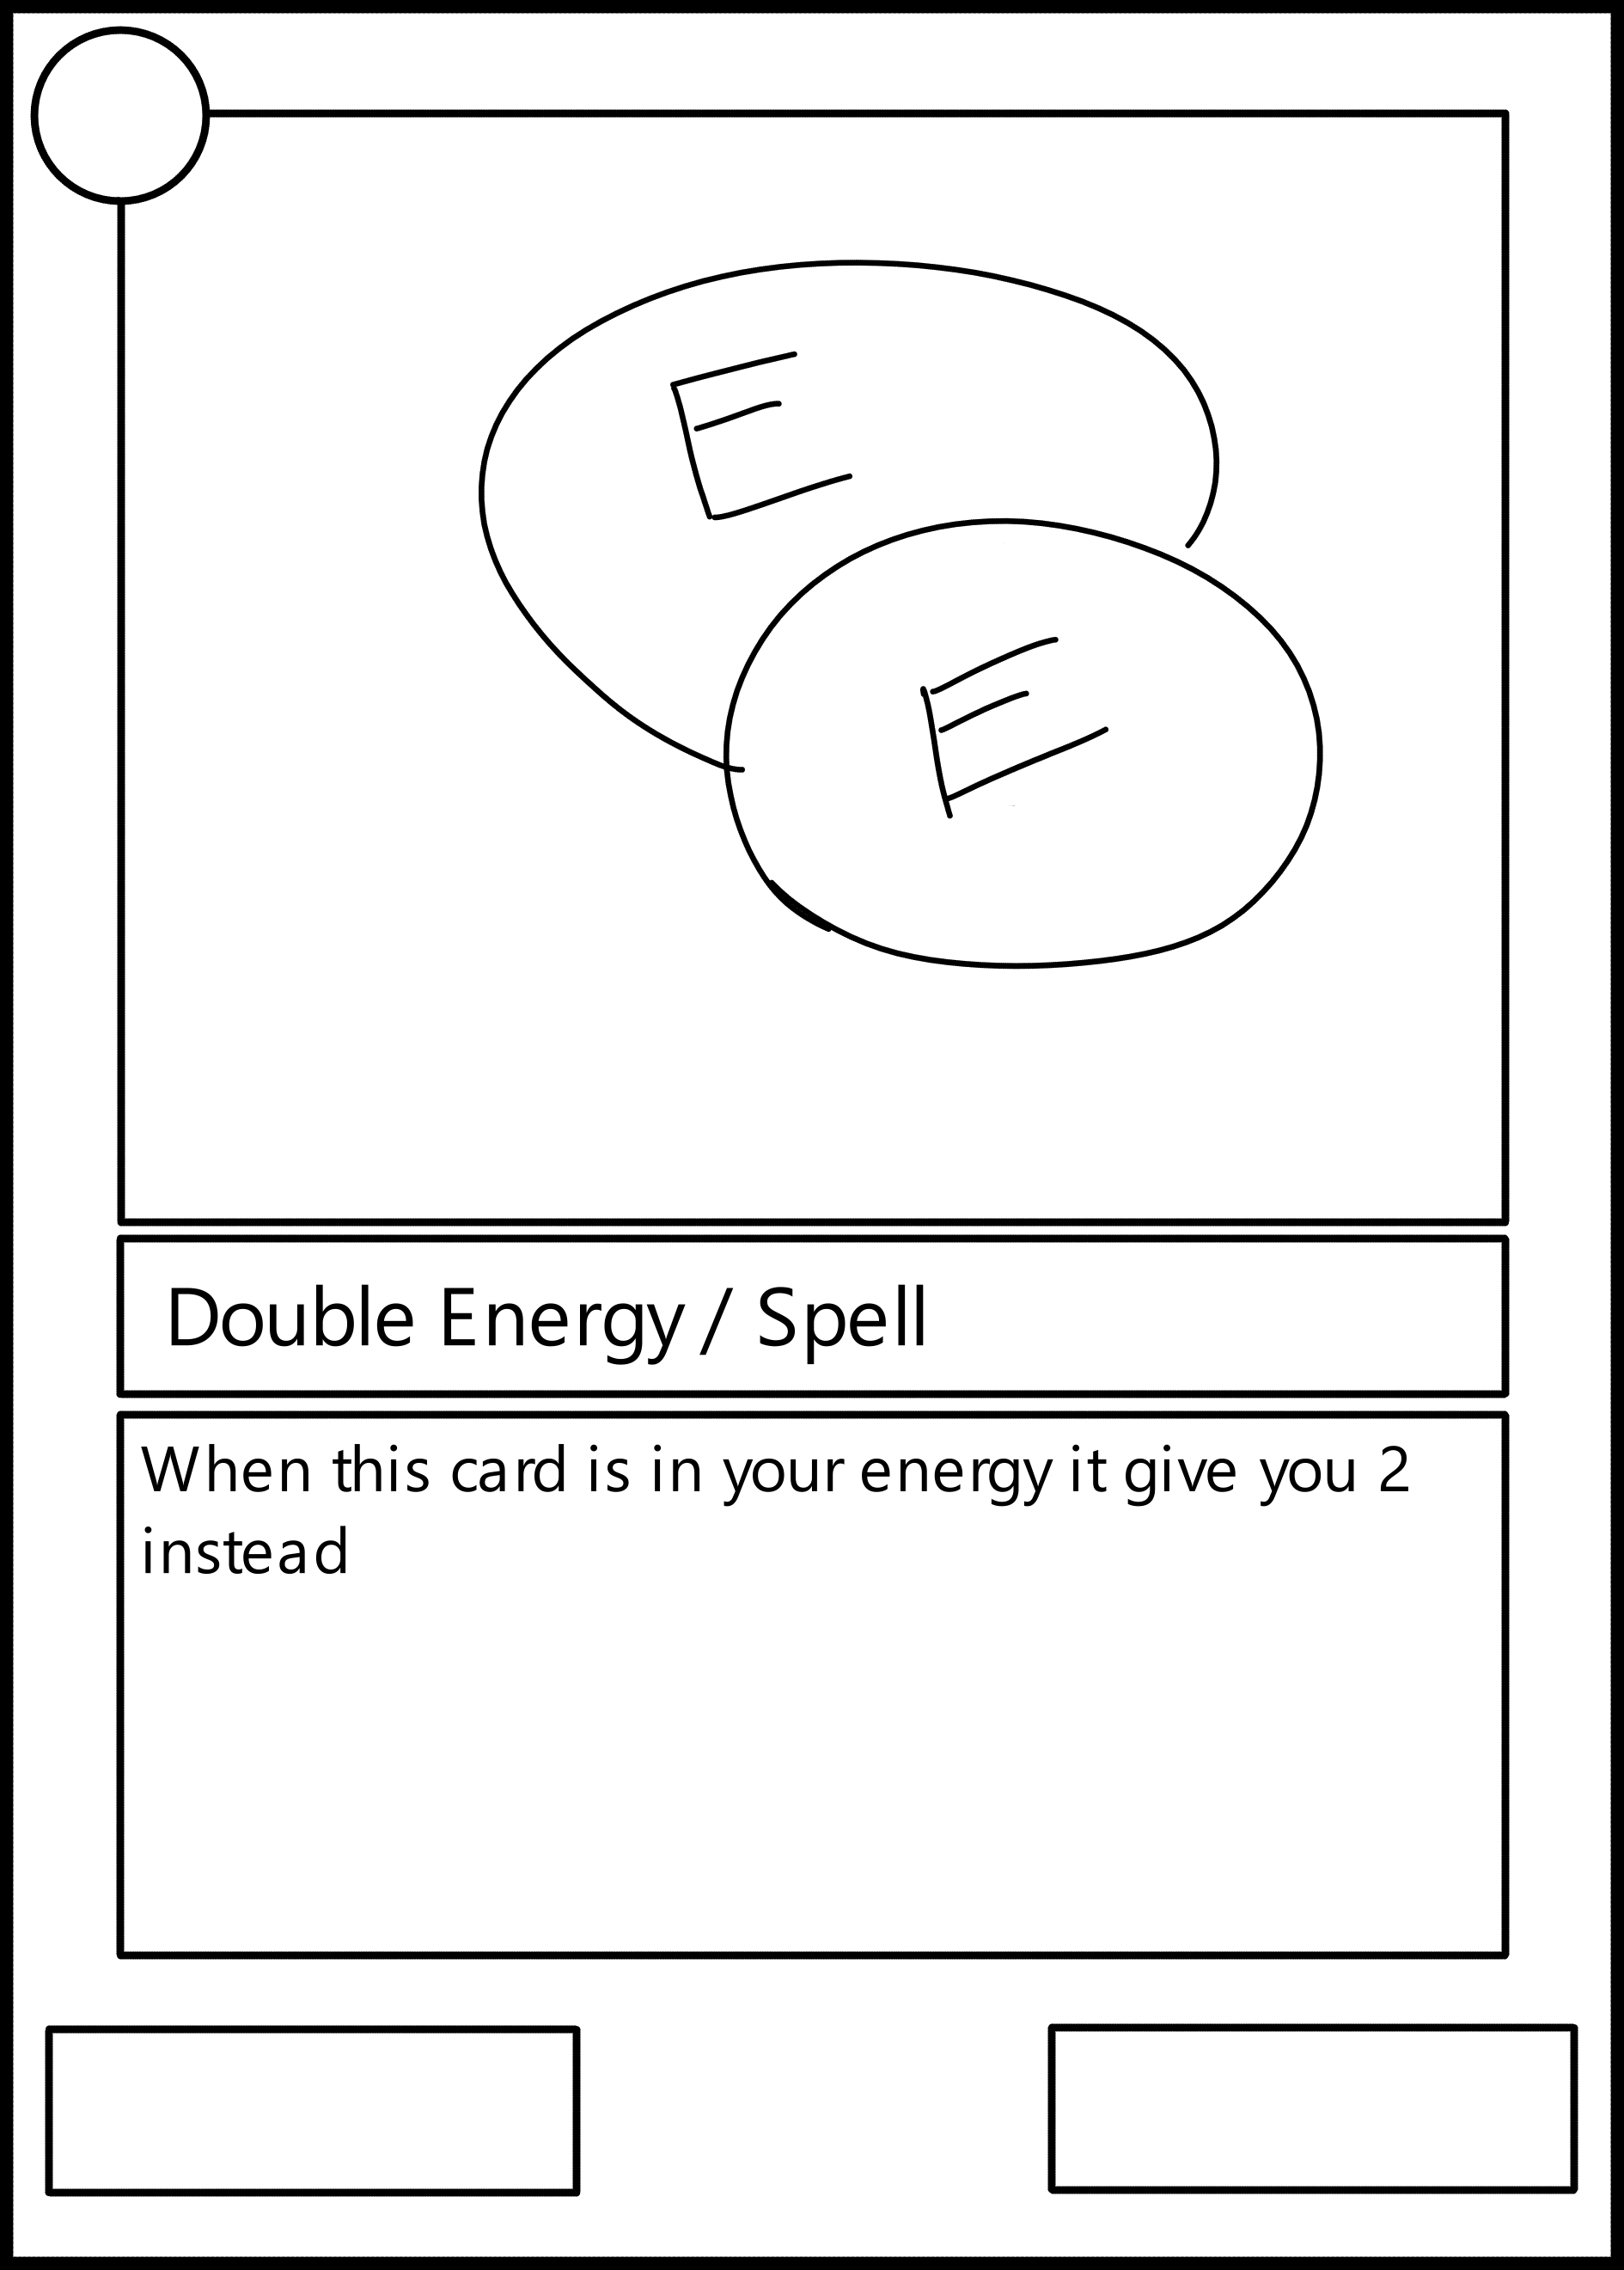 E
E
Double Energy / Spell
When this card is in your energy it give you 2
instead